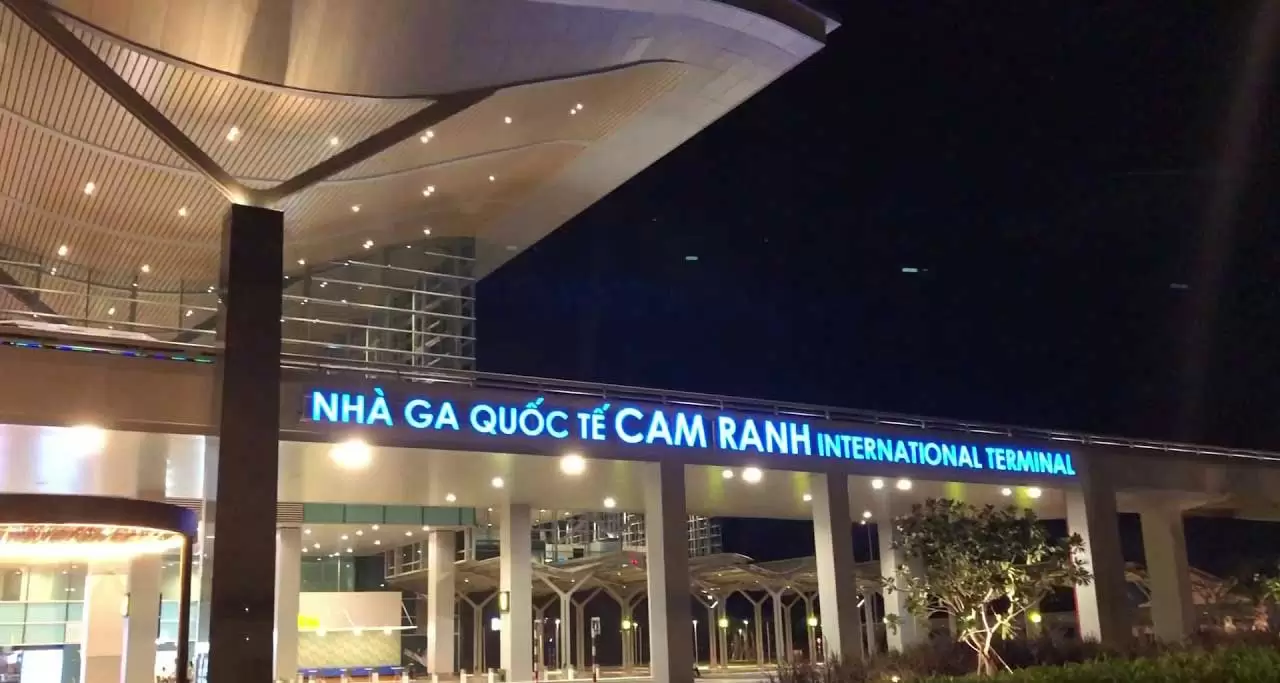 NHÀ GA QUỐC TẾ CAM RANH INTERNATIONAL TERMINAL